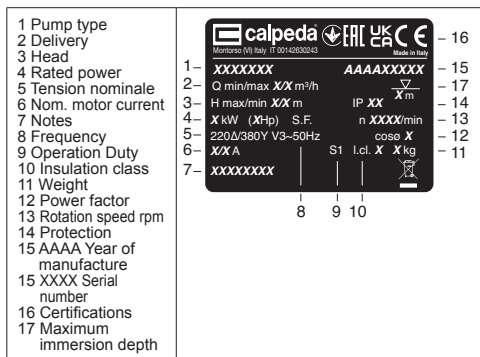 1 Pump type
2 Delivery
3 Head
4 Rated power
5 Tension nominale
6 Nom. motor current
7 Notes
8 Frequency
9 Operation Duty
10 Insulation class
11 Weight
12 Power factor
13 Rotation speed rpm
14 Protection
15 AAAA Year of
manufacture
15 XXXX Serial
number
16 Certifications
17 Maximum
immersion depth
calpeda EAC UK CA CE
Montorso (VI) Italy IT 00142630243
Made in Italy
16
1 XXXXXXX AAAAXXXXX 15
2 Q min/max X/X m³/h X m 17
3 H max/min X/X m IP XX 14
4 X kW (XHp) S.F. n XXXX/min 13
5 220Δ/380Y V3~50Hz cosø X 12
6 X/X A S1 I.cl. X X kg 11
7 XXXXXXXX
8 9 10